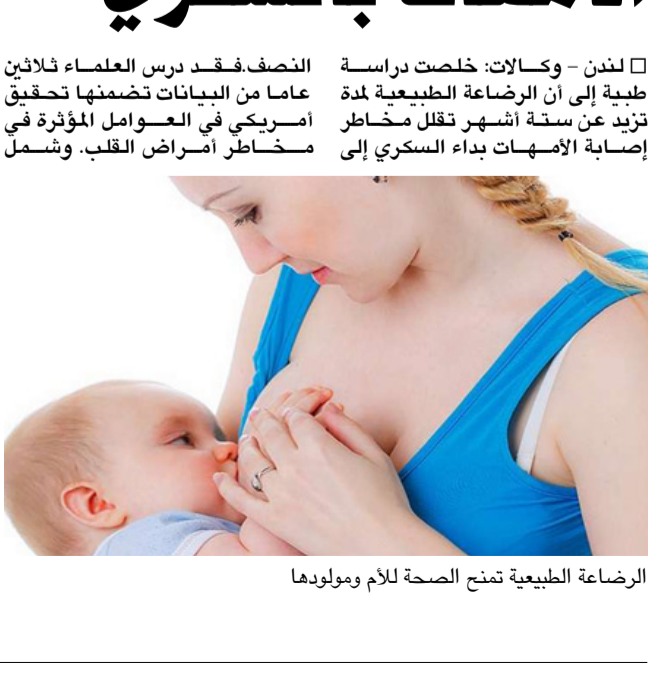 بالسكري
□ لندن - وكالات: خلصت دراسة
طبية إلى أن الرضاعة الطبيعية لمدة
تزيد عن ستة أشهر تقلل مخاطر
إصابة الأمهات بداء السكري إلى
النصف.فقد درس العلماء ثلاثين
عاما من البيانات تضمنها تحقيق
أمريكي في العوامل المؤثرة في
مخاطر أمراض القلب. وشمل
الرضاعة الطبيعية تمنح الصحة للأم ومولودها